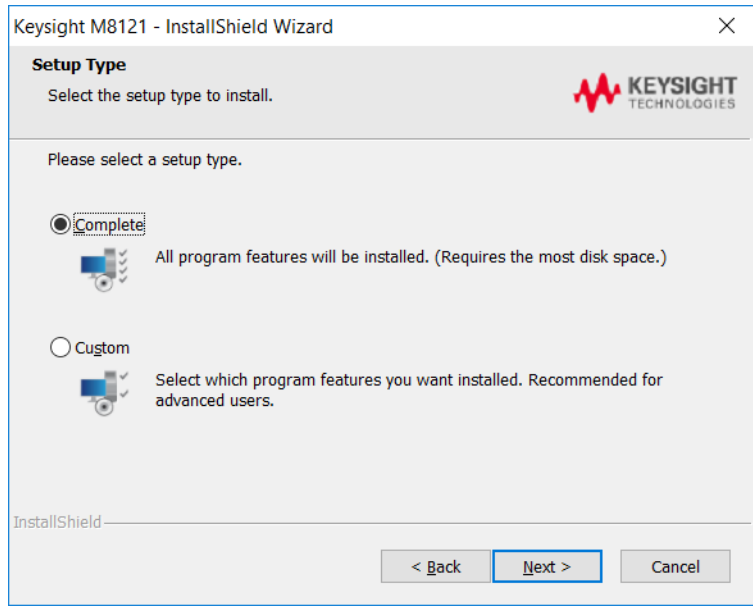 Keysight M8121 - InstallShield Wizard
Setup Type
Select the setup type to install.
KEYSIGHT
TECHNOLOGIES
Please select a setup type.
Complete
All program features will be installed. (Requires the most disk space.)
Custom
Select which program features you want installed. Recommended for
advanced users.
InstallShield
< Back
Next >
Cancel